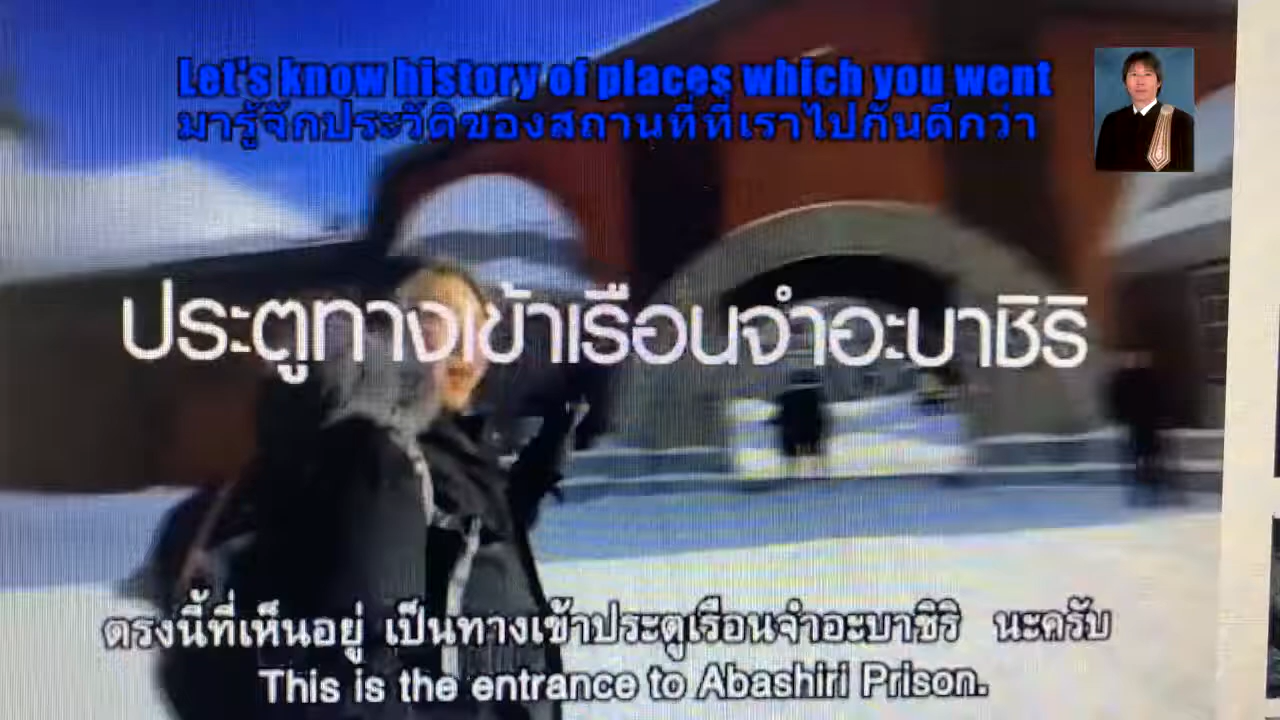 Let's know history of places which you went
มารู้จักประวัติของสถานที่ที่เราไปกันดีกว่า
ประตูทางเข้าเรือนจำอะบาชิริ
ตรงนี้ที่เห็นอยู่ เป็นทางเข้าประตูเรือนจำอะบาชิริ นะครับ
This is the entrance to Abashiri Prison.